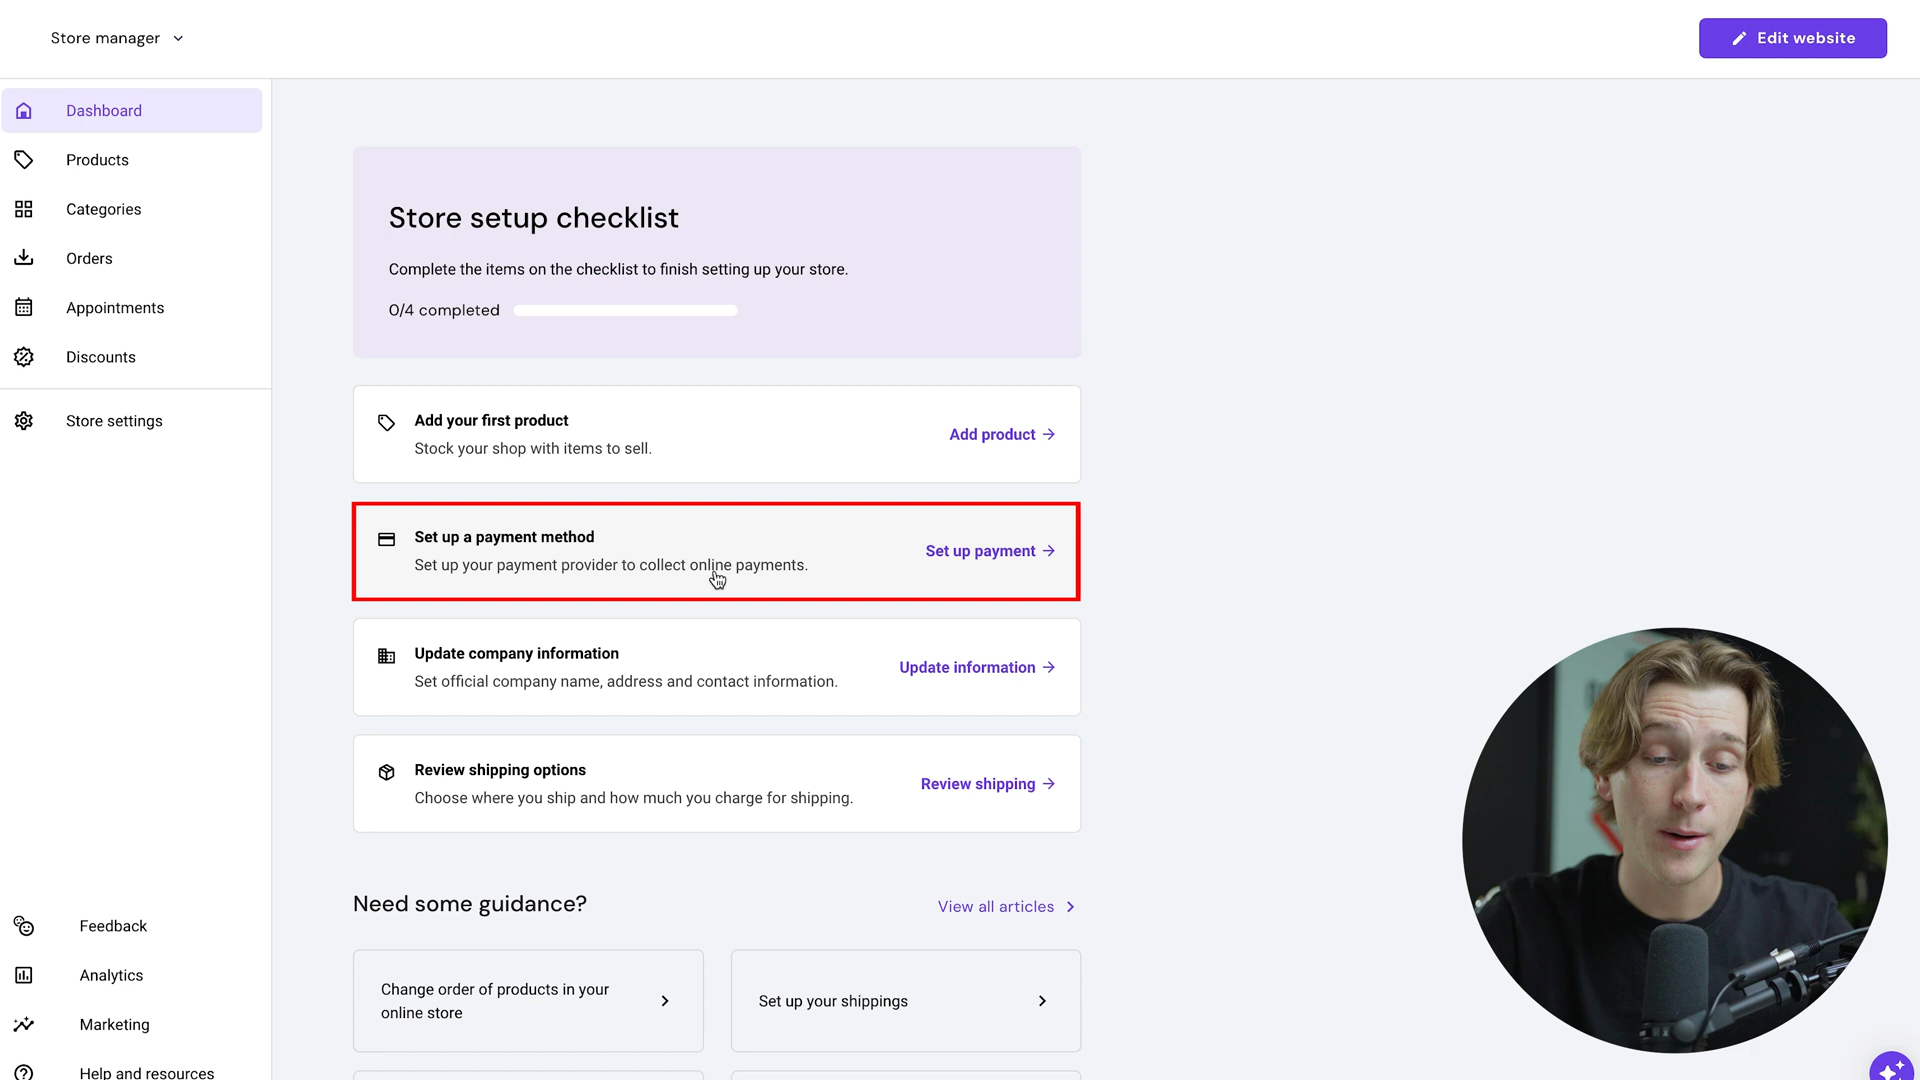 Store manager
Edit website
Dashboard
Products
Categories
Orders
Appointments
Discounts
Store settings
Feedback
Analytics
Marketing
Help and resources
Store setup checklist
Complete the items on the checklist to finish setting up your store.
0/4 completed
Add your first product
Stock your shop with items to sell.
Add product
Set up a payment method
Set up your payment provider to collect online payments.
Set up payment
Update company information
Set official company name, address and contact information.
Update information
Review shipping options
Choose where you ship and how much you charge for shipping.
Review shipping
Need some guidance?
View all articles
Change order of products in your
online store
Set up your shippings